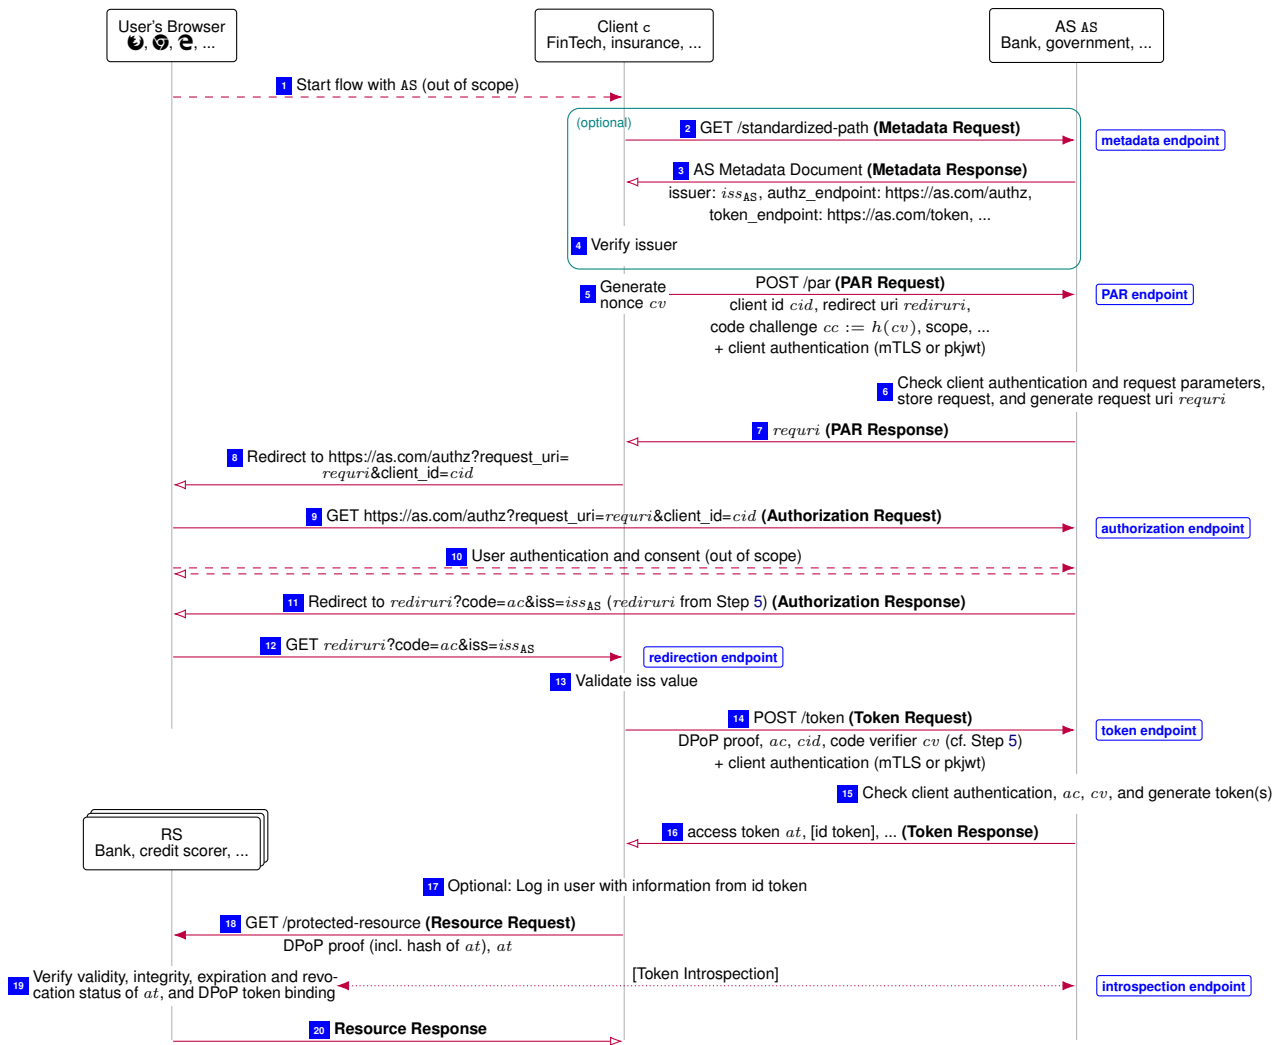 User's Browser
, , , ...
Client c
FinTech, insurance, ...
AS AS
Bank, government, ...
1 Start flow with AS (out of scope)
(optional)
2 GET /standardized-path (Metadata Request)
metadata endpoint
3 AS Metadata Document (Metadata Response)
issuer: iss_AS, authz_endpoint: https://as.com/authz,
token_endpoint: https://as.com/token, ...
4 Verify issuer
5 Generate
nonce cv
POST /par (PAR Request)
PAR endpoint
client id cid, redirect uri rediruri,
code challenge cc := h(cv), scope, ...
+ client authentication (mTLS or pkjwt)
6 Check client authentication and request parameters,
store request, and generate request uri requri
7 requri (PAR Response)
8 Redirect to https://as.com/authz?request_uri=
requri&client_id=cid
9 GET https://as.com/authz?request_uri=requri&client_id=cid (Authorization Request)
authorization endpoint
10 User authentication and consent (out of scope)
11 Redirect to rediruri?code=ac&iss=iss_AS (rediruri from Step 5) (Authorization Response)
12 GET rediruri?code=ac&iss=iss_AS
redirection endpoint
13 Validate iss value
14 POST /token (Token Request)
token endpoint
DPoP proof, ac, cid, code verifier cv (cf. Step 5)
+ client authentication (mTLS or pkjwt)
15 Check client authentication, ac, cv, and generate token(s)
RS
Bank, credit scorer, ...
16 access token at, [id token], ... (Token Response)
17 Optional: Log in user with information from id token
18 GET /protected-resource (Resource Request)
DPoP proof (incl. hash of at), at
19 Verify validity, integrity, expiration and revo-
cation status of at, and DPoP token binding
[Token Introspection]
introspection endpoint
20 Resource Response